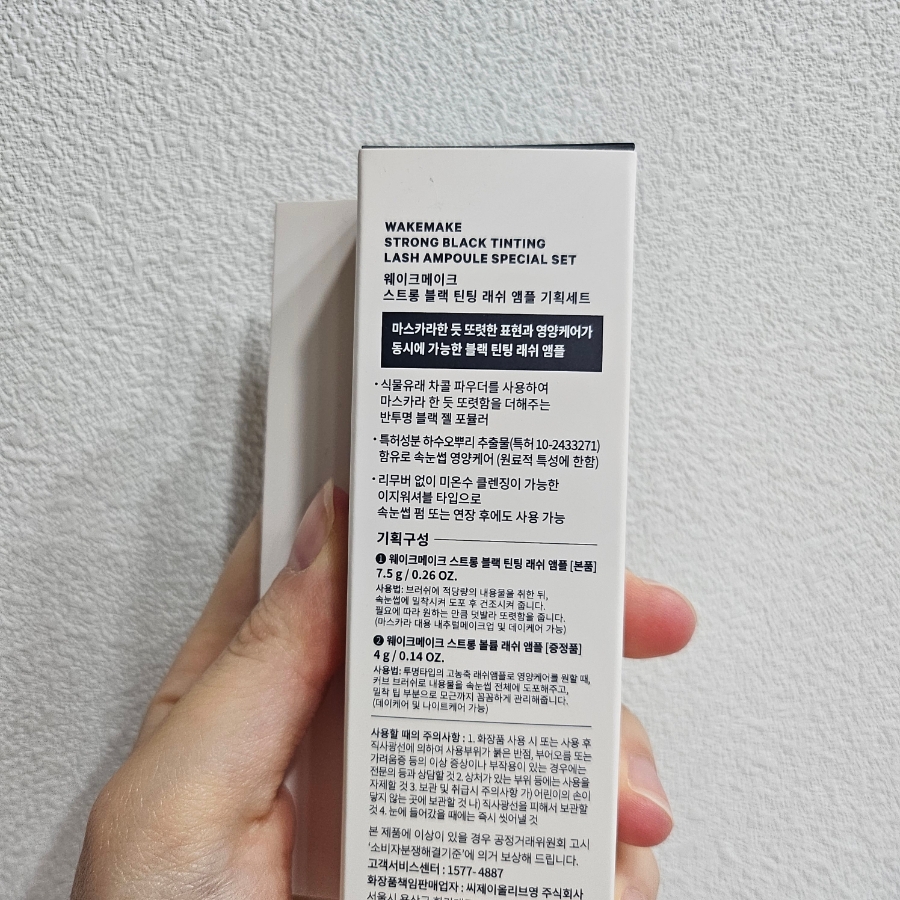 WAKEMAKE
STRONG BLACK TINTING
LASH AMPOULE SPECIAL SET
웨이크메이크
스트롱 블랙 틴팅 래쉬 앰플 기획세트
마스카라한 듯 또렷한 표현과 영양케어가
동시에 가능한 블랙 틴팅 래쉬 앰플
• 식물유래 차콜 파우더를 사용하여
마스카라 한 듯 또렷함을 더해주는
반투명 블랙 젤 포뮬러
• 특허성분 하수오뿌리 추출물(특허 10-2433271)
함유로 속눈썹 영양케어 (원료적 특성에 한함)
• 리무버 없이 미온수 클렌징이 가능한
이지워셔블 타입으로
속눈썹 펌 또는 연장 후에도 사용 가능
기획구성
❶ 웨이크메이크 스트롱 블랙 틴팅 래쉬 앰플 [본품]
7.5 g / 0.26 OZ.
사용법: 브러쉬에 적당량의 내용물을 취한 뒤,
속눈썹에 밀착시켜 도포 후 건조시켜 줍니다.
필요에 따라 원하는 만큼 덧발라 또렷함을 줍니다.
(마스카라 대용 내추럴메이크업 및 데이케어 가능)
❷ 웨이크메이크 스트롱 볼륨 래쉬 앰플 [증정품]
4 g / 0.14 OZ.
사용법: 투명타입의 고농축 래쉬앰플로 영양케어를 원할 때,
커브 브러쉬로 내용물을 속눈썹 전체에 도포해주고,
밀착 팁 부분으로 모근까지 꼼꼼하게 관리해줍니다.
(데이케어 및 나이트케어 가능)
사용할 때의 주의사항 : 1. 화장품 사용 시 또는 사용 후
직사광선에 의하여 사용부위가 붉은 반점, 부어오름 또는
가려움증 등의 이상 증상이나 부작용이 있는 경우에는
전문의 등과 상담할 것 2. 상처가 있는 부위 등에는 사용을
자제할 것 3. 보관 및 취급시 주의사항 가) 어린이의 손이
닿지 않는 곳에 보관할 것 나) 직사광선을 피해서 보관할
것 4. 눈에 들어갔을 때에는 즉시 씻어낼 것
본 제품에 이상이 있을 경우 공정거래위원회 고시
'소비자분쟁해결기준'에 의거 보상해 드립니다.
고객서비스센터 : 1577- 4887
화장품책임판매업자 : 씨제이올리브영 주식회사
서울시 용산구